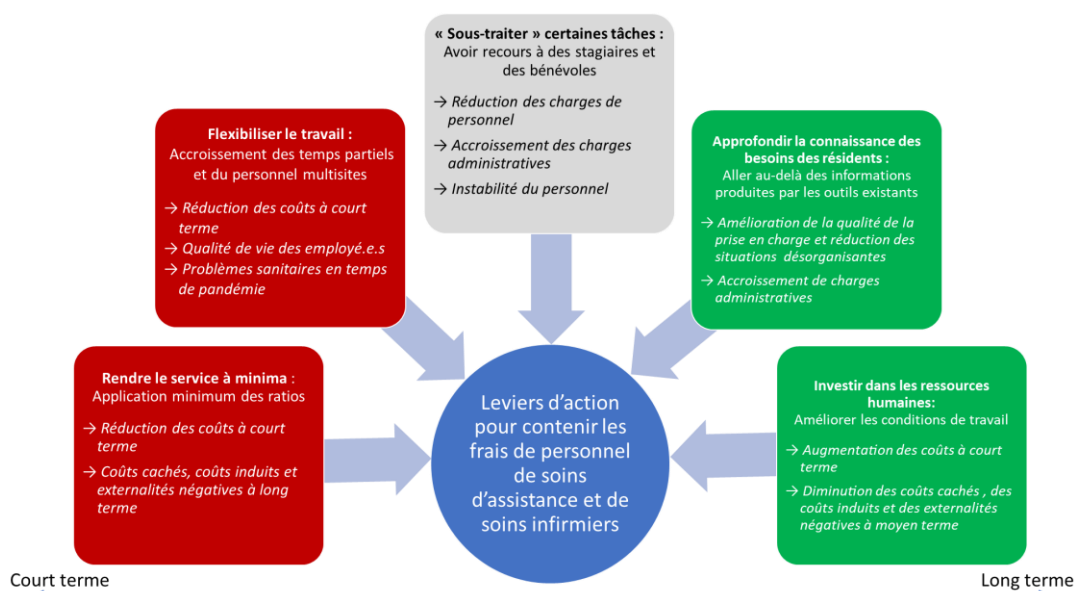 « Sous-traiter » certaines tâches :
Avoir recours à des stagiaires et
des bénévoles
→ Réduction des charges de
personnel
→ Accroissement des charges
administratives
→ Instabilité du personnel
Flexibiliser le travail :
Accroissement des temps partiels
et du personnel multisites
→ Réduction des coûts à court
terme
→ Qualité de vie des employé.e.s
→ Problèmes sanitaires en temps
de pandémie
Approfondir la connaissance des
besoins des résidents :
Aller au-delà des informations
produites par les outils existants
→ Amélioration de la qualité de la
prise en charge et réduction des
situations désorganisantes
→ Accroissement de charges
administratives
Rendre le service à minima :
Application minimum des ratios
→ Réduction des coûts à court
terme
→ Coûts cachés, coûts induits et
externalités négatives à long
terme
Leviers d'action
pour contenir les
frais de personnel
de soins
d'assistance et de
soins infirmiers
Investir dans les ressources
humaines:
Améliorer les conditions de travail
→ Augmentation des coûts à court
terme
→ Diminution des coûts cachés , des
coûts induits et des externalités
négatives à moyen terme
Court terme
Long terme